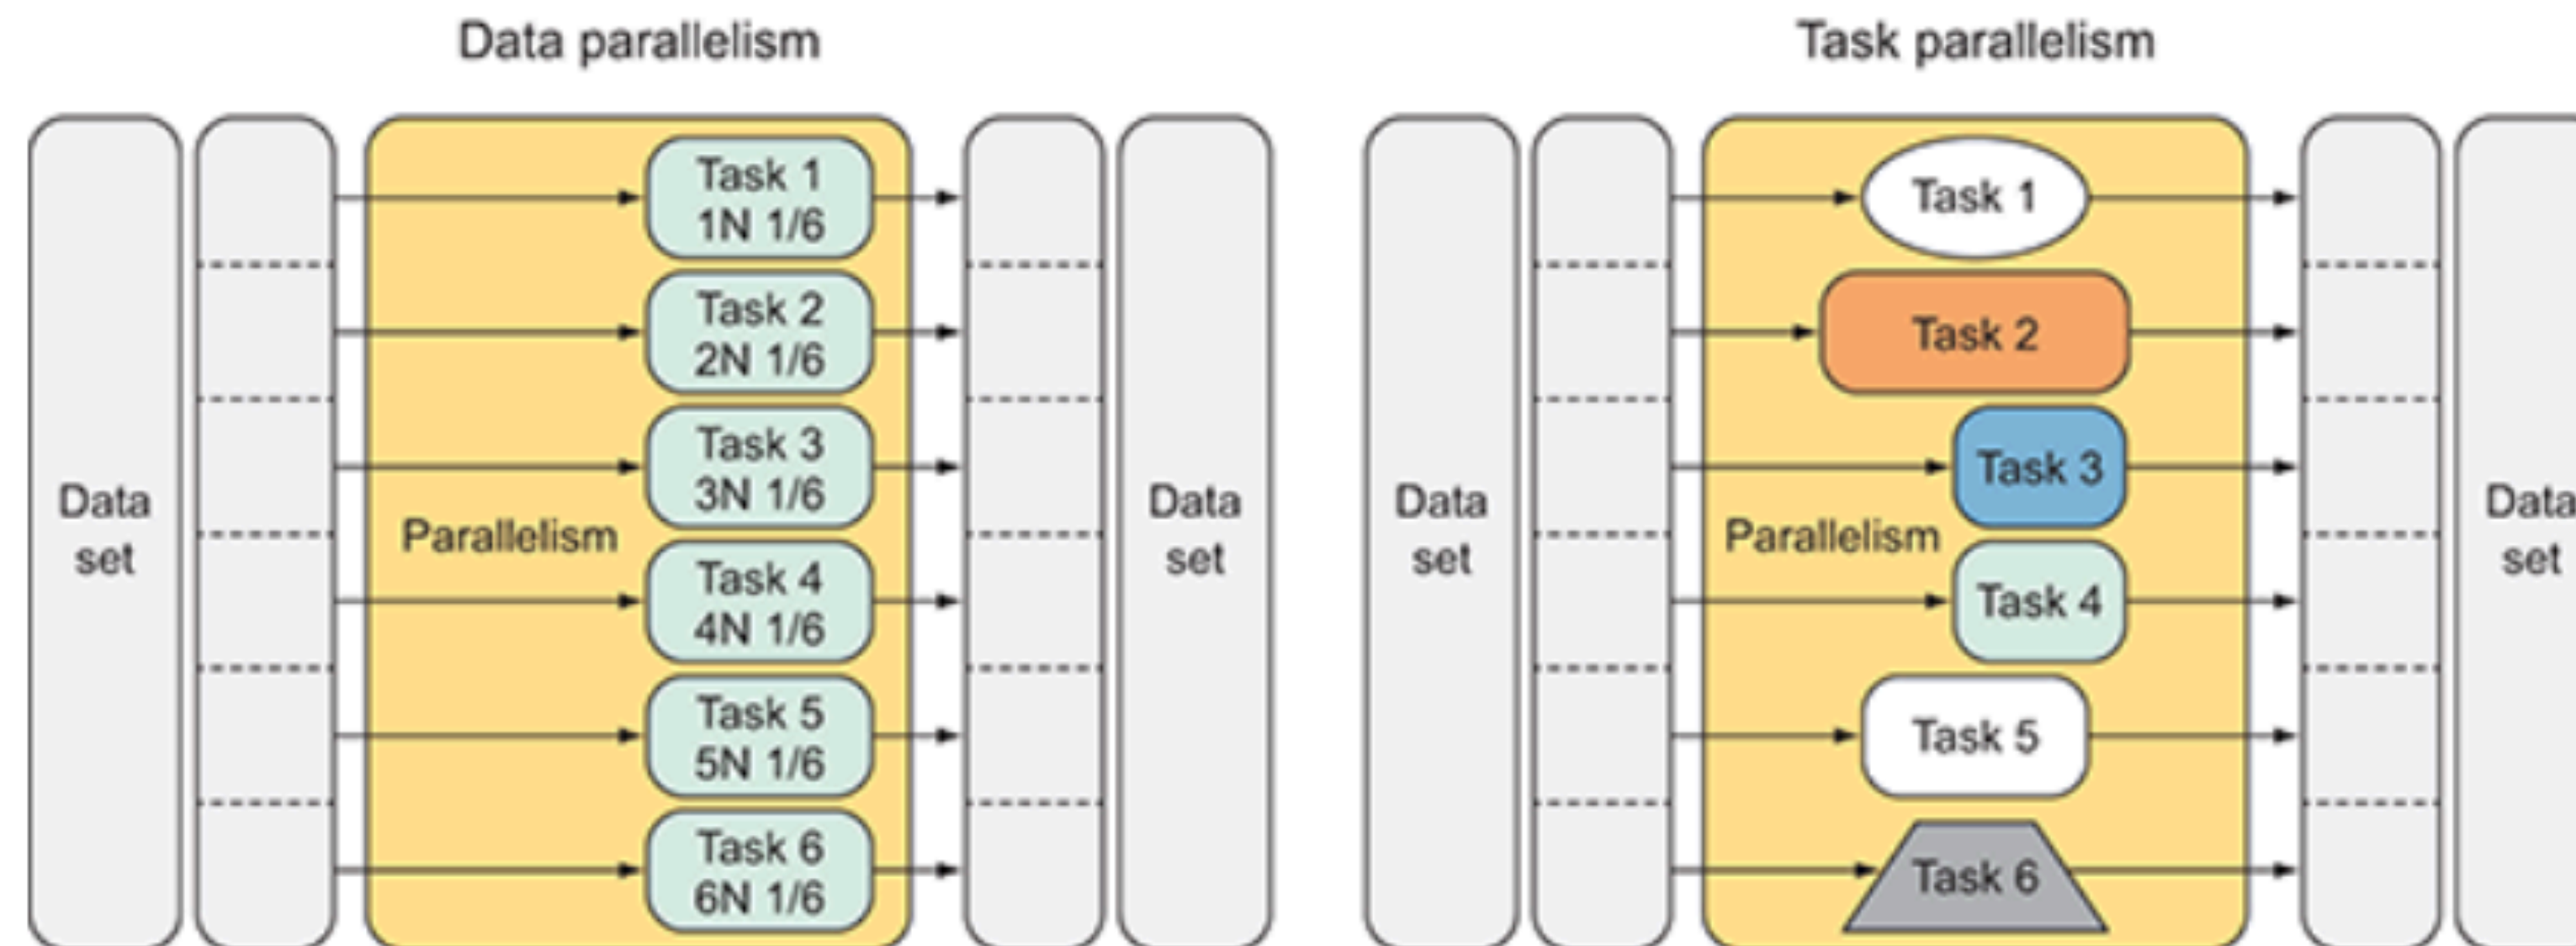 Data parallelism
Data
set
Parallelism
Task 1
1N 1/6
Task 2
2N 1/6
Task 3
3N 1/6
Task 4
4N 1/6
Task 5
5N 1/6
Task 6
6N 1/6
Data
set
Task parallelism
Data
set
Parallelism
Task 1
Task 2
Task 3
Task 4
Task 5
Task 6
Data
set